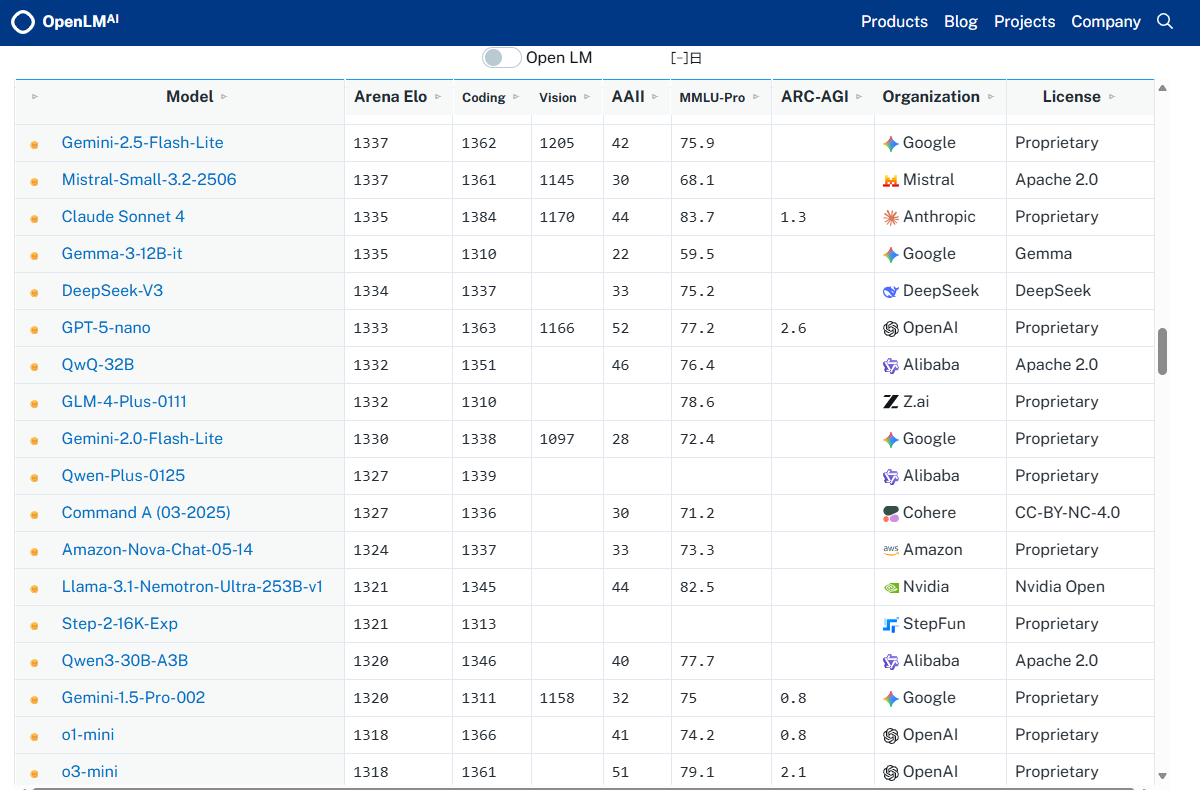 OpenLMAI Products Blog Projects Company
Open LM [-]日
Model Arena Elo Coding Vision AAII MMLU-Pro ARC-AGI Organization License
Gemini-2.5-Flash-Lite 1337 1362 1205 42 75.9 Google Proprietary
Mistral-Small-3.2-2506 1337 1361 1145 30 68.1 Mistral Apache 2.0
Claude Sonnet 4 1335 1384 1170 44 83.7 1.3 Anthropic Proprietary
Gemma-3-12B-it 1335 1310 22 59.5 Google Gemma
DeepSeek-V3 1334 1337 33 75.2 DeepSeek DeepSeek
GPT-5-nano 1333 1363 1166 52 77.2 2.6 OpenAI Proprietary
QwQ-32B 1332 1351 46 76.4 Alibaba Apache 2.0
GLM-4-Plus-0111 1332 1310 78.6 Z.ai Proprietary
Gemini-2.0-Flash-Lite 1330 1338 1097 28 72.4 Google Proprietary
Qwen-Plus-0125 1327 1339 Alibaba Proprietary
Command A (03-2025) 1327 1336 30 71.2 Cohere CC-BY-NC-4.0
Amazon-Nova-Chat-05-14 1324 1337 33 73.3 aws Amazon Proprietary
Llama-3.1-Nemotron-Ultra-253B-v1 1321 1345 44 82.5 Nvidia Nvidia Open
Step-2-16K-Exp 1321 1313 StepFun Proprietary
Qwen3-30B-A3B 1320 1346 40 77.7 Alibaba Apache 2.0
Gemini-1.5-Pro-002 1320 1311 1158 32 75 0.8 Google Proprietary
o1-mini 1318 1366 41 74.2 0.8 OpenAI Proprietary
o3-mini 1318 1361 51 79.1 2.1 OpenAI Proprietary